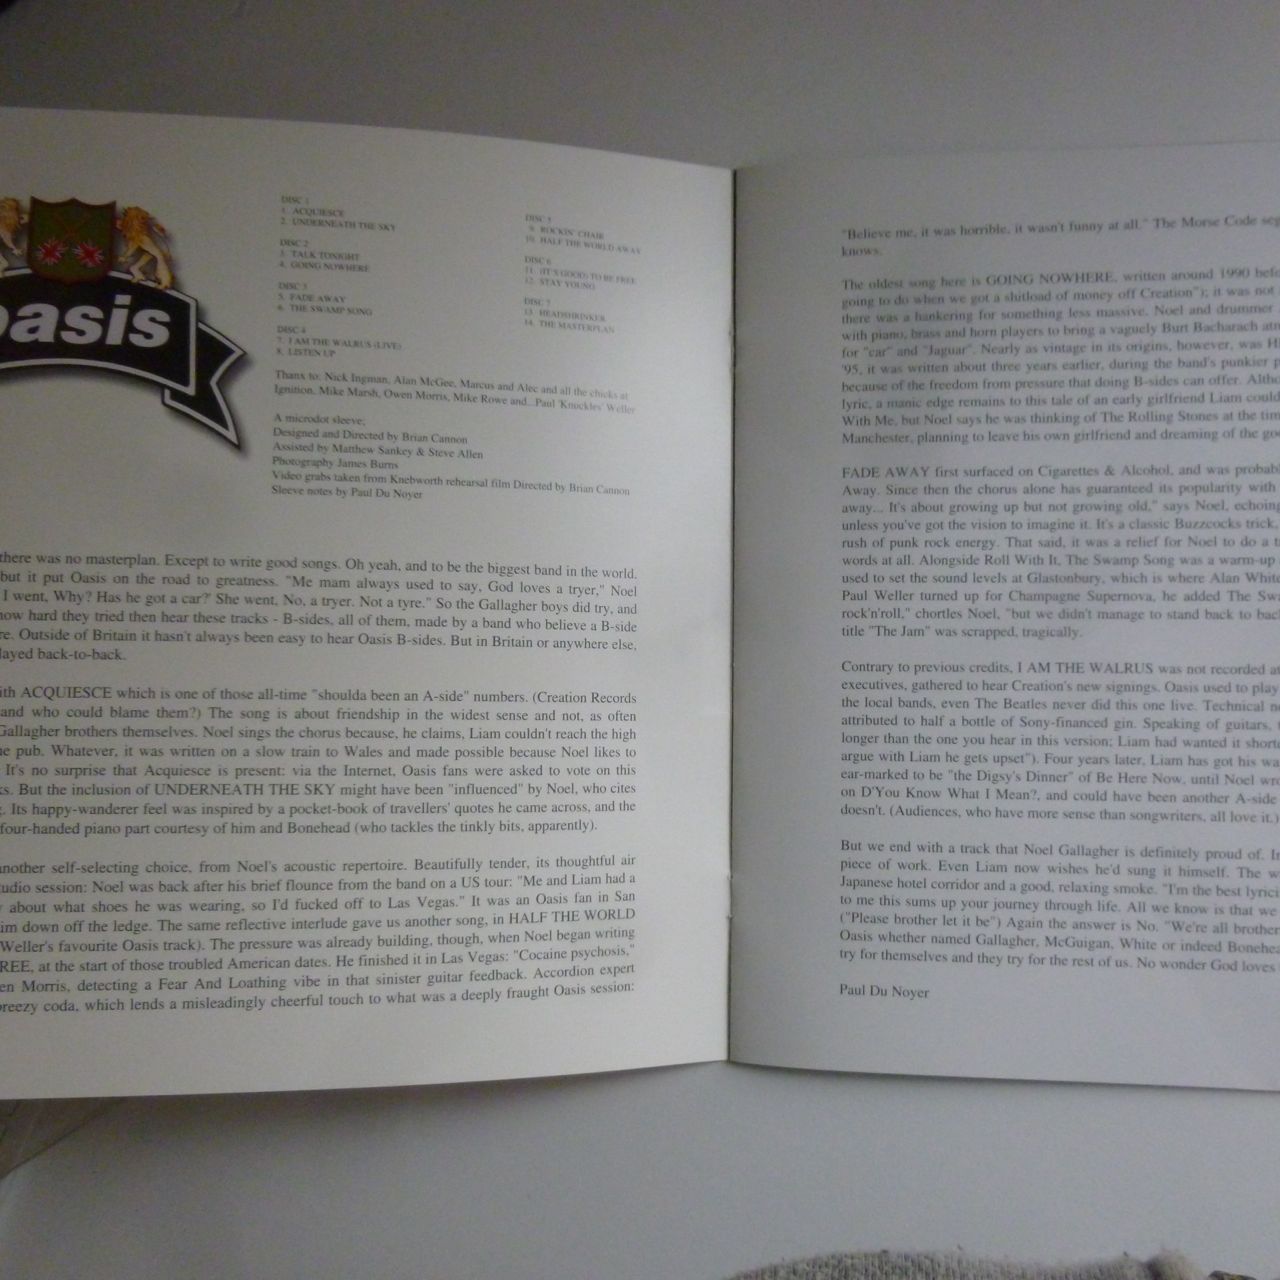 oasis
DISC 1
1. ACQUIESCE
2. UNDERNEATH THE SKY
DISC 2
3. TALK TONIGHT
4. GOING NOWHERE
DISC 3
5. FADE AWAY
6. THE SWAMP SONG
DISC 4
7. I AM THE WALRUS (LIVE)
8. LISTEN UP
DISC 5
9. ROCKIN' CHAIR
10. HALF THE WORLD AWAY
DISC 6
11. (IT'S GOOD) TO BE FREE
12. STAY YOUNG
DISC 7
13. HEADSHRINKER
14. THE MASTERPLAN
Thanx to: Nick Ingman, Alan McGee, Marcus and Alec and all the chicks at
Ignition, Mike Marsh, Owen Morris, Mike Rowe and...Paul 'Knuckles' Weller
A microdot sleeve;
Designed and Directed by Brian Cannon
Assisted by Matthew Sankey & Steve Allen
Photography James Burns
Video grabs taken from Knebworth rehearsal film Directed by Brian Cannon
Sleeve notes by Paul Du Noyer
there was no masterplan. Except to write good songs. Oh yeah, and to be the biggest band in the world.
but it put Oasis on the road to greatness. "Me mam always used to say, God loves a tryer," Noel
I went, Why? Has he got a car?' She went, No, a tryer. Not a tyre." So the Gallagher boys did try, and
how hard they tried then hear these tracks - B-sides, all of them, made by a band who believe a B-side
re. Outside of Britain it hasn't always been easy to hear Oasis B-sides. But in Britain or anywhere else,
layed back-to-back.
ith ACQUIESCE which is one of those all-time "shoulda been an A-side" numbers. (Creation Records
and who could blame them?) The song is about friendship in the widest sense and not, as often
Gallagher brothers themselves. Noel sings the chorus because, he claims, Liam couldn't reach the high
he pub. Whatever, it was written on a slow train to Wales and made possible because Noel likes to
It's no surprise that Acquiesce is present: via the Internet, Oasis fans were asked to vote on this
ks. But the inclusion of UNDERNEATH THE SKY might have been "influenced" by Noel, who cites
g. Its happy-wanderer feel was inspired by a pocket-book of travellers' quotes he came across, and the
four-handed piano part courtesy of him and Bonehead (who tackles the tinkly bits, apparently).
another self-selecting choice, from Noel's acoustic repertoire. Beautifully tender, its thoughtful air
tudio session: Noel was back after his brief flounce from the band on a US tour: "Me and Liam had a
about what shoes he was wearing, so I'd fucked off to Las Vegas." It was an Oasis fan in San
im down off the ledge. The same reflective interlude gave us another song, in HALF THE WORLD
Weller's favourite Oasis track). The pressure was already building, though, when Noel began writing
REE, at the start of those troubled American dates. He finished it in Las Vegas: "Cocaine psychosis,"
en Morris, detecting a Fear And Loathing vibe in that sinister guitar feedback. Accordion expert
breezy coda, which lends a misleadingly cheerful touch to what was a deeply fraught Oasis session:
"Believe me, it was horrible, it wasn't funny at all." The Morse Code seg
knows.
The oldest song here is GOING NOWHERE, written around 1990 befo
going to do when we got a shitload of money off Creation"); it was not
there was a hankering for something less massive. Noel and drummer
with piano, brass and horn players to bring a vaguely Burt Bacharach atm
for "car" and "Jaguar". Nearly as vintage in its origins, however, was HE
'95, it was written about three years earlier, during the band's punkier p
because of the freedom from pressure that doing B-sides can offer. Altho
lyric, a manic edge remains to this tale of an early girlfriend Liam could
With Me, but Noel says he was thinking of The Rolling Stones at the tim
Manchester, planning to leave his own girlfriend and dreaming of the goo
FADE AWAY first surfaced on Cigarettes & Alcohol, and was probabl
Away. Since then the chorus alone has guaranteed its popularity with
away... It's about growing up but not growing old," says Noel, echoing
unless you've got the vision to imagine it. It's a classic Buzzcocks trick,
rush of punk rock energy. That said, it was a relief for Noel to do a t
words at all. Alongside Roll With It, The Swamp Song was a warm-up
used to set the sound levels at Glastonbury, which is where Alan White
Paul Weller turned up for Champagne Supernova, he added The Swa
rock'n'roll," chortles Noel, "but we didn't manage to stand back to bac
title "The Jam" was scrapped, tragically.
Contrary to previous credits, I AM THE WALRUS was not recorded at
executives, gathered to hear Creation's new signings. Oasis used to play
the local bands, even The Beatles never did this one live. Technical no
attributed to half a bottle of Sony-financed gin. Speaking of guitars,
longer than the one you hear in this version; Liam had wanted it shorte
argue with Liam he gets upset"). Four years later, Liam has got his wa
ear-marked to be "the Digsy's Dinner" of Be Here Now, until Noel wro
on D'You Know What I Mean?, and could have been another A-side
doesn't. (Audiences, who have more sense than songwriters, all love it.)
But we end with a track that Noel Gallagher is definitely proud of. In
piece of work. Even Liam now wishes he'd sung it himself. The w
Japanese hotel corridor and a good, relaxing smoke. "I'm the best lyrici
to me this sums up your journey through life. All we know is that we
("Please brother let it be") Again the answer is No. "We're all brother
Oasis whether named Gallagher, McGuigan, White or indeed Bonehea
try for themselves and they try for the rest of us. No wonder God loves
Paul Du Noyer